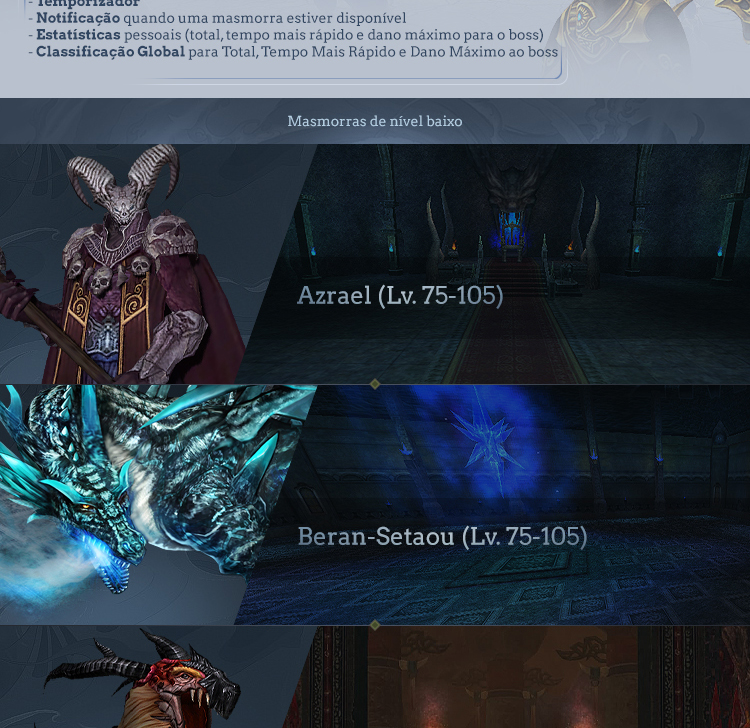 - Temporizador
- Notificação quando uma masmorra estiver disponível
- Estatísticas pessoais (total, tempo mais rápido e dano máximo para o boss)
- Classificação Global para Total, Tempo Mais Rápido e Dano Máximo ao boss
Masmorras de nível baixo
Azrael (Lv. 75-105)
Beran-Setaou (Lv. 75-105)